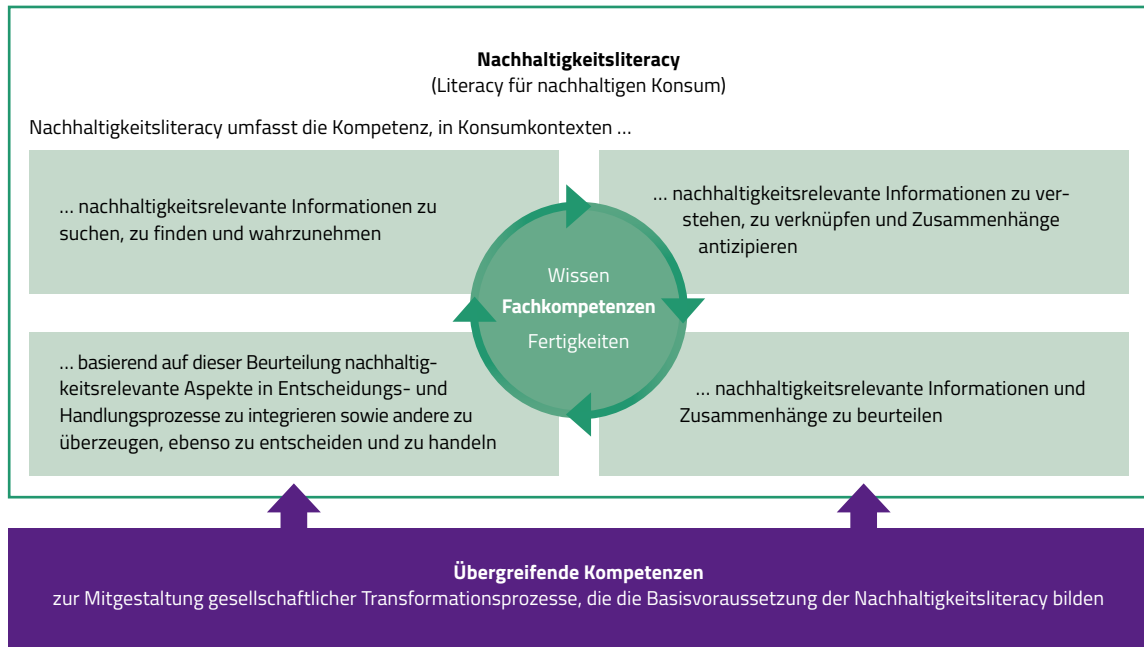 Nachhaltigkeitsliteracy
(Literacy für nachhaltigen Konsum)
Nachhaltigkeitsliteracy umfasst die Kompetenz, in Konsumkontexten …
… nachhaltigkeitsrelevante Informationen zu
suchen, zu finden und wahrzunehmen
… nachhaltigkeitsrelevante Informationen zu ver-
stehen, zu verknüpfen und Zusammenhänge
antizipieren
Wissen
Fachkompetenzen
Fertigkeiten
… basierend auf dieser Beurteilung nachhaltig-
keitsrelevante Aspekte in Entscheidungs- und
Handlungsprozesse zu integrieren sowie andere zu
überzeugen, ebenso zu entscheiden und zu handeln
… nachhaltigkeitsrelevante Informationen und
Zusammenhänge zu beurteilen
Übergreifende Kompetenzen
zur Mitgestaltung gesellschaftlicher Transformationsprozesse, die die Basisvoraussetzung der Nachhaltigkeitsliteracy bilden